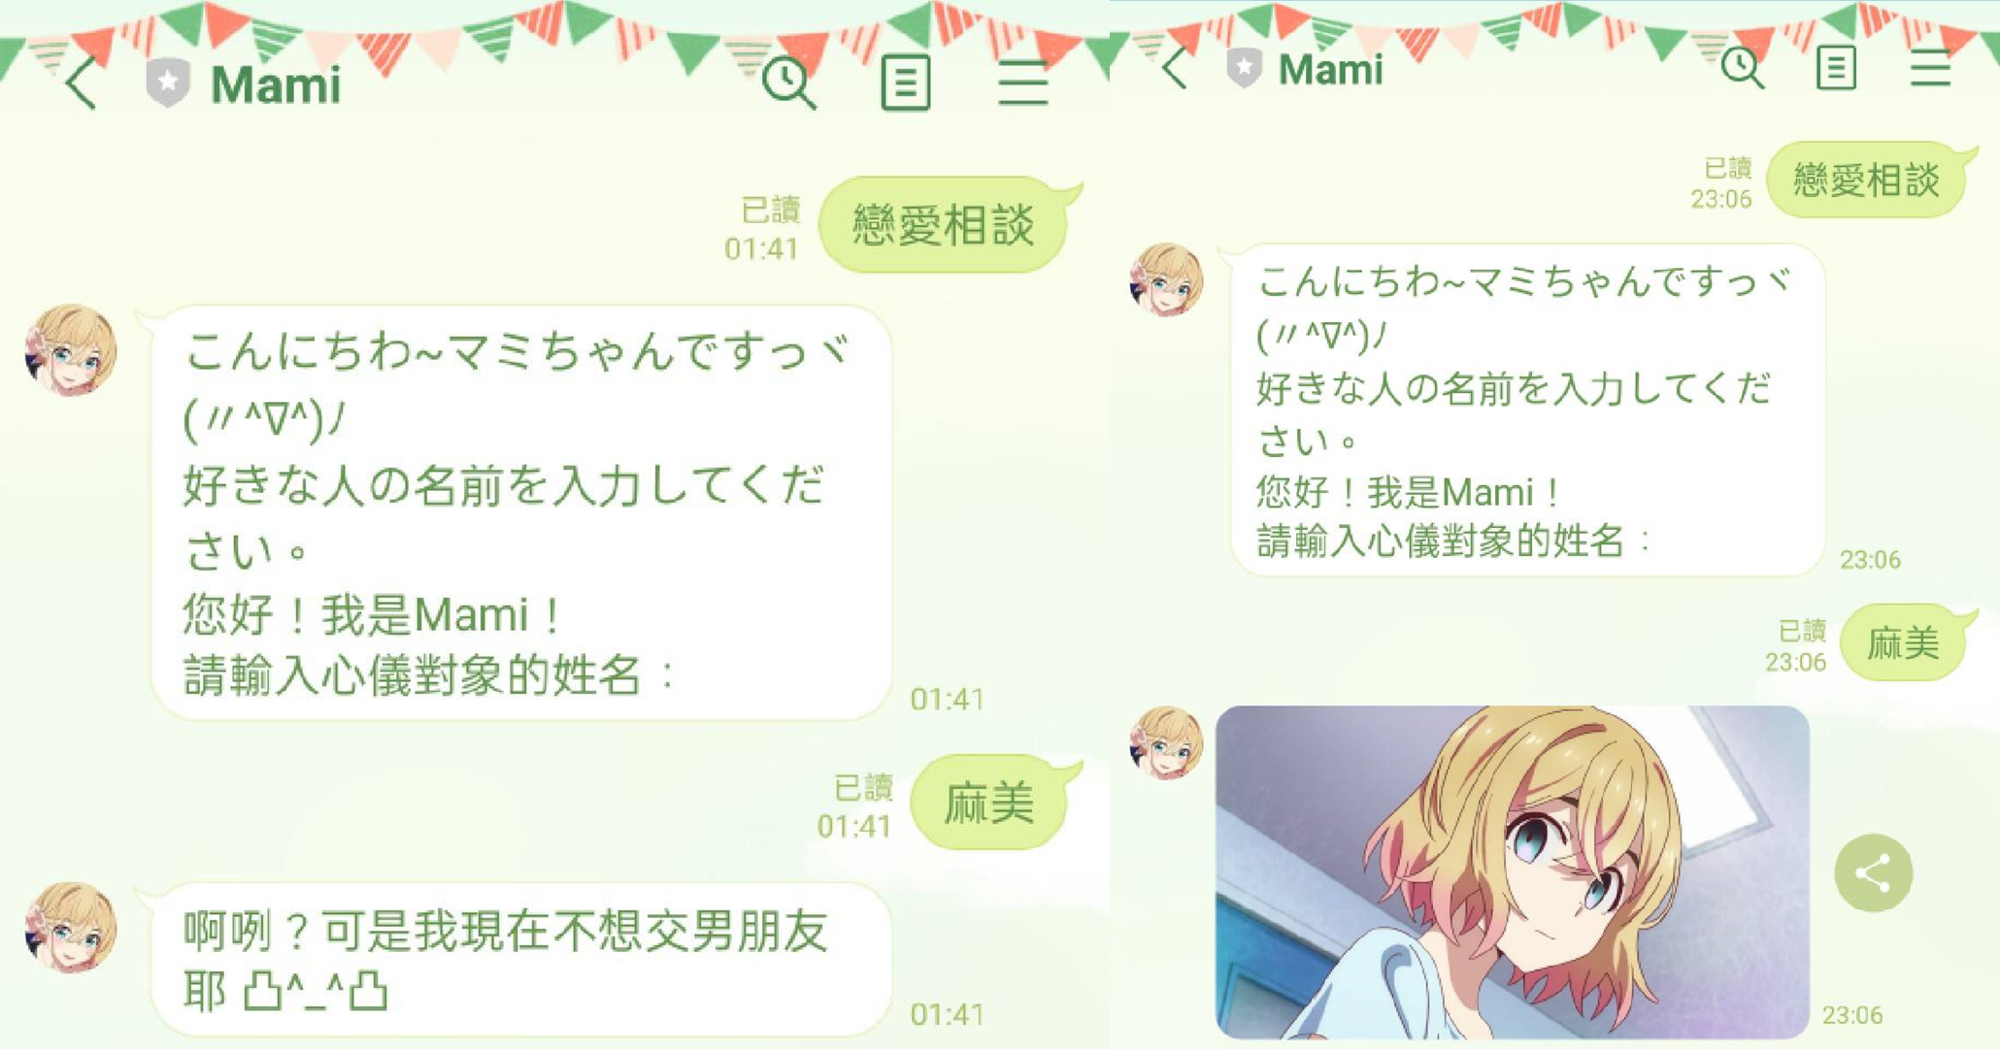 Mami
已讀
01:41
戀愛相談
こんにちわ~マミちゃんですっヾ
(〃^∇^)ﾉ
好きな人の名前を入力してくだ
さい。
您好！我是Mami！
請輸入心儀對象的姓名：
01:41
已讀
01:41
麻美
啊咧？可是我現在不想交男朋友
耶 凸^_^凸
01:41
Mami
已讀
23:06
戀愛相談
こんにちわ~マミちゃんですっヾ
(〃^∇^)ﾉ
好きな人の名前を入力してくだ
さい。
您好！我是Mami！
請輸入心儀對象的姓名：
23:06
已讀
23:06
麻美
23:06